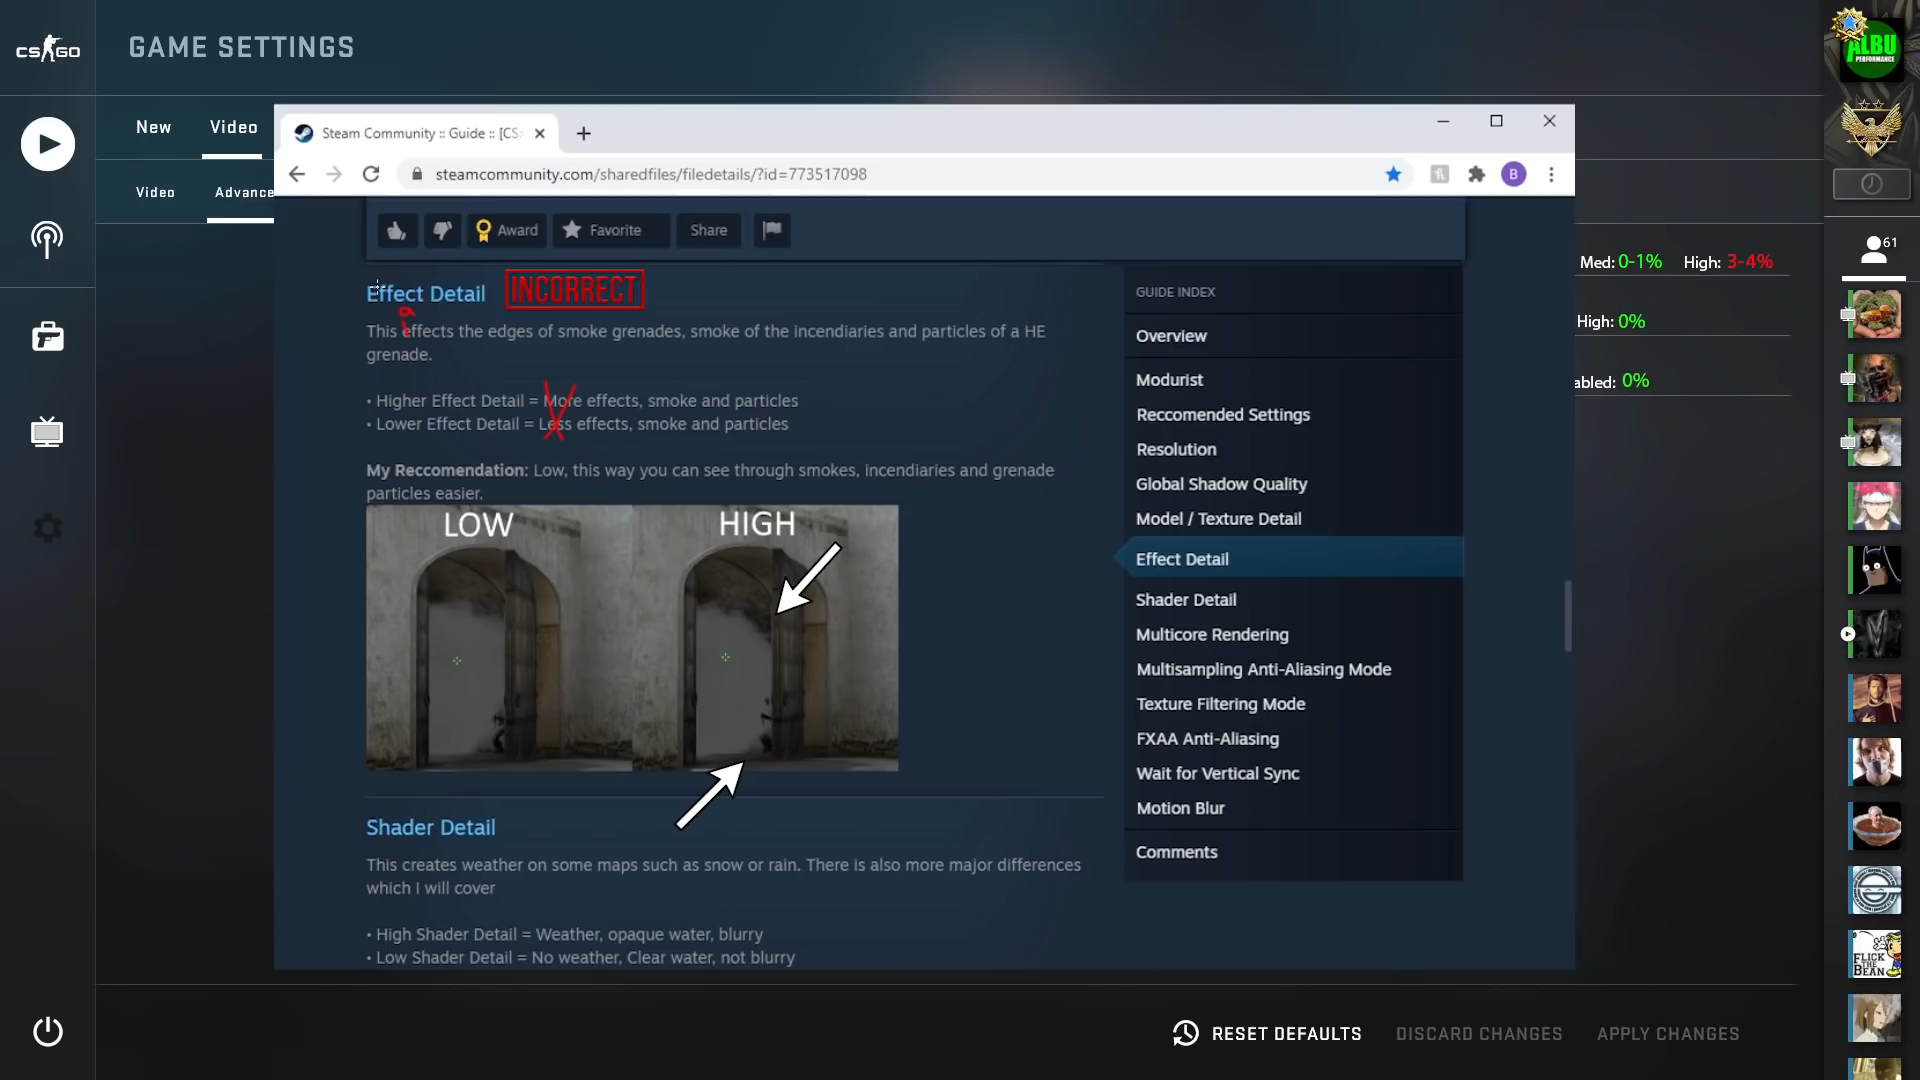 CS GO
GAME SETTINGS
ALBU
PERFORMANCE
New
Video
Video
Advance
Steam Community :: Guide :: [CS
steamcommunity.com/sharedfiles/filedetails/?id=773517098
B
Award
Favorite
Share
Effect Detail
INCORRECT
a
This effects the edges of smoke grenades, smoke of the incendiaries and particles of a HE
grenade.
• Higher Effect Detail = More effects, smoke and particles
• Lower Effect Detail = Less effects, smoke and particles
My Reccomendation: Low, this way you can see through smokes, incendiaries and grenade
particles easier.
LOW
HIGH
Shader Detail
This creates weather on some maps such as snow or rain. There is also more major differences
which I will cover
• High Shader Detail = Weather, opaque water, blurry
• Low Shader Detail = No weather, Clear water, not blurry
GUIDE INDEX
Overview
Modurist
Reccomended Settings
Resolution
Global Shadow Quality
Model / Texture Detail
Effect Detail
Shader Detail
Multicore Rendering
Multisampling Anti-Aliasing Mode
Texture Filtering Mode
FXAA Anti-Aliasing
Wait for Vertical Sync
Motion Blur
Comments
Med: 0-1% High: 3-4%
High: 0%
abled: 0%
61
FLICK
THE
BEAN
RESET DEFAULTS
DISCARD CHANGES
APPLY CHANGES